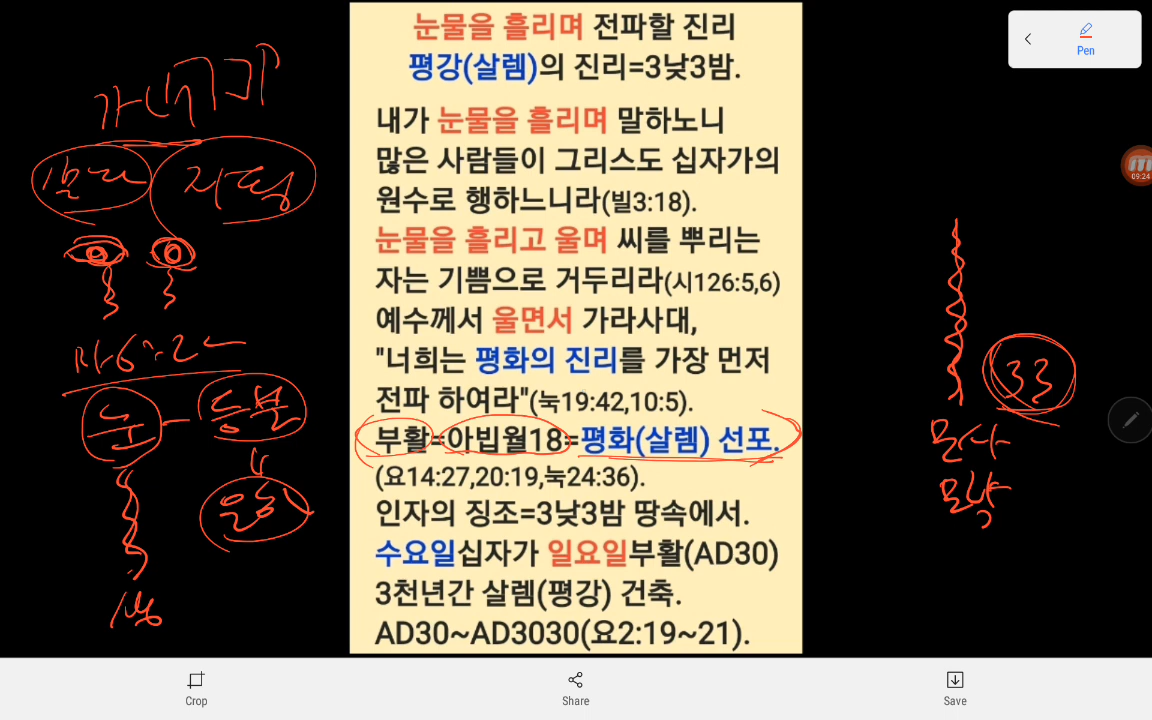 눈물을 흘리며 전파할 진리
평강(살렘)의 진리=3낮3밤.
내가 눈물을 흘리며 말하노니
많은 사람들이 그리스도 십자가의
원수로 행하느니라(빌3:18).
눈물을 흘리고 울며 씨를 뿌리는
자는 기쁨으로 거두리라(시126:5,6)
예수께서 울면서 가라사대,
"너희는 평화의 진리를 가장 먼저
전파 하여라"(눅19:42,10:5).
부활=아빕월18=평화(살렘) 선포.
(요14:27,20:19,눅24:36).
인자의 징조=3낮3밤 땅속에서.
수요일십자가 일요일부활(AD30)
3천년간 살렘(평강) 건축.
AD30~AD3030(요2:19~21).
지팡
눈
등불
33
Pen
09:24
Crop
Share
Save